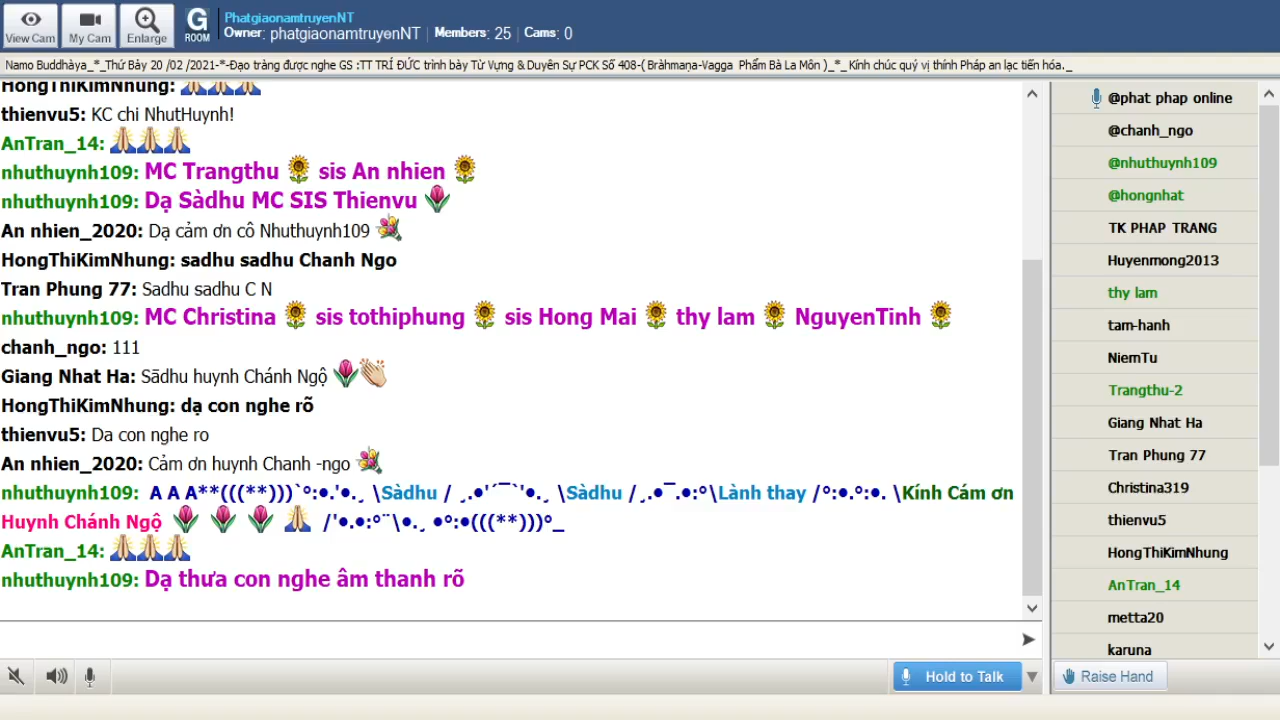 View Cam
My Cam
Enlarge
G
ROOM
PhatgiaonamtruyenNT
Owner: phatgiaonamtruyenNT | Members: 25 | Cams: 0
Namo Buddhàya_*_Thứ Bảy 20 /02 /2021-*-Đạo tràng được nghe GS :TT TRÍ ĐỨC trình bày Từ Vựng & Duyên Sự PCK Số 408-( Bràhmaṇa-Vagga Phẩm Bà La Môn )_*_ Kính chúc quý vị thính Pháp an lạc tiến hóa._
HongThiKimNhung:
thienvu5: KC chi NhutHuynh!
AnTran_14:
nhuthuynh109: MC Trangthu sis An nhien
nhuthuynh109: Dạ Sàdhu MC SIS Thienvu
An nhien_2020: Dạ cảm ơn cô Nhuthuynh109
HongThiKimNhung: sadhu sadhu Chanh Ngo
Tran Phung 77: Sadhu sadhu C N
nhuthuynh109: MC Christina sis tothiphung sis Hong Mai thy lam NguyenTinh
chanh_ngo: 111
Giang Nhat Ha: Sādhu huynh Chánh Ngộ
HongThiKimNhung: dạ con nghe rõ
thienvu5: Da con nghe ro
An nhien_2020: Cảm ơn huynh Chanh -ngo
nhuthuynh109: A A A**(((**)))`°:•.'•.¸ \Sàdhu / ¸.•'´¯`'•.¸ \Sàdhu /¸.•¯.•:°\Lành thay /°:•.°:•. \Kính Cám ơn
Huynh Chánh Ngộ /'•.•:°¨\•.¸ •°:•(((**)))°_
AnTran_14:
nhuthuynh109: Dạ thưa con nghe âm thanh rõ
Hold to Talk
@phat phap online
@chanh_ngo
@nhuthuynh109
@hongnhat
TK PHAP TRANG
Huyenmong2013
thy lam
tam-hanh
NiemTu
Trangthu-2
Giang Nhat Ha
Tran Phung 77
Christina319
thienvu5
HongThiKimNhung
AnTran_14
metta20
karuna
Raise Hand